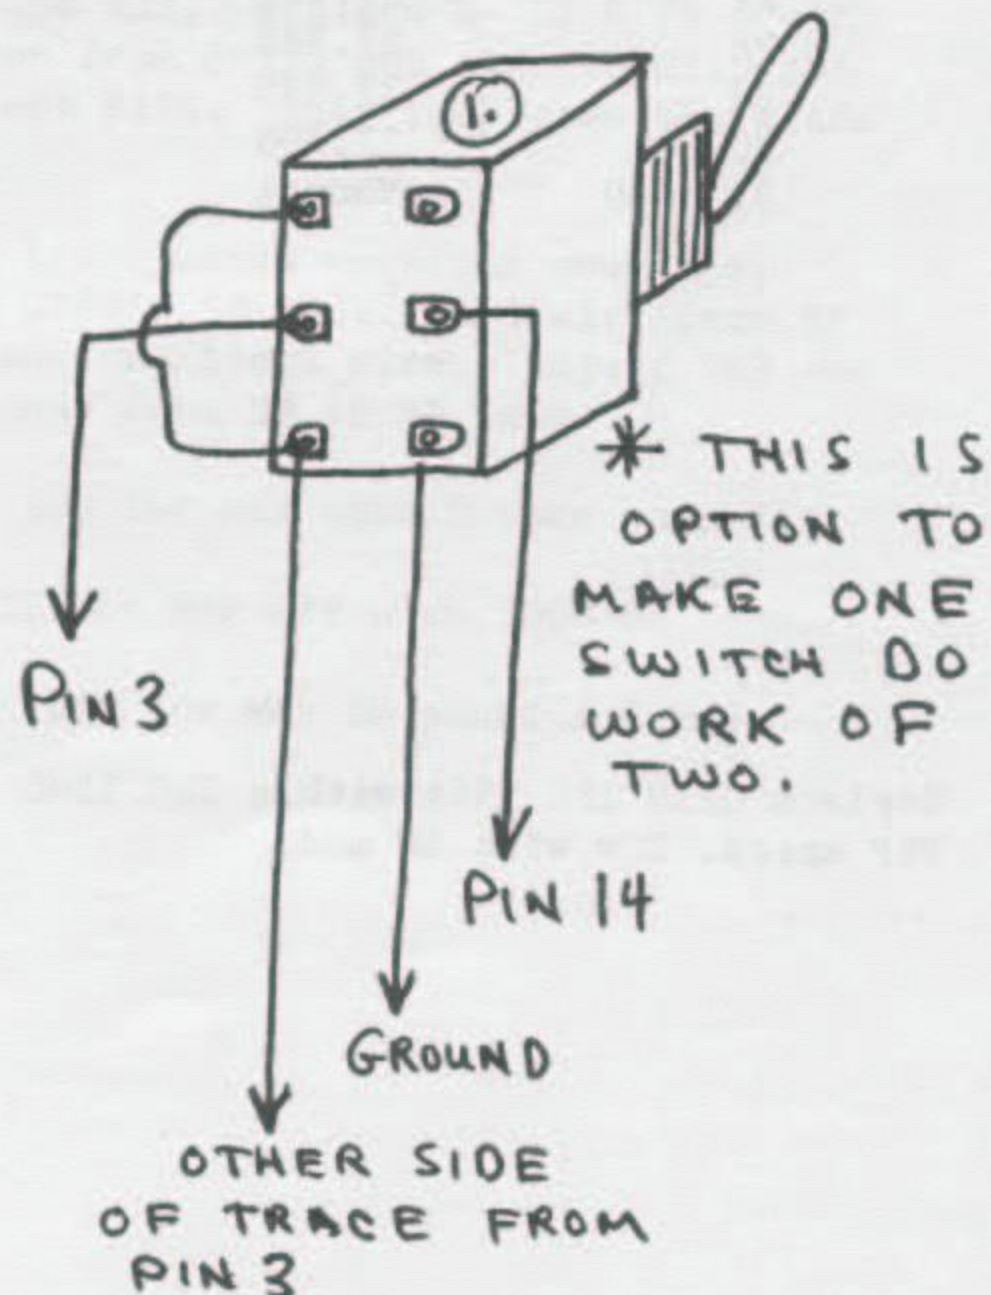 1.
* THIS IS
OPTION TO
MAKE ONE
SWITCH DO
WORK OF
TWO.
PIN 3
PIN 14
GROUND
OTHER SIDE
OF TRACE FROM
PIN 3